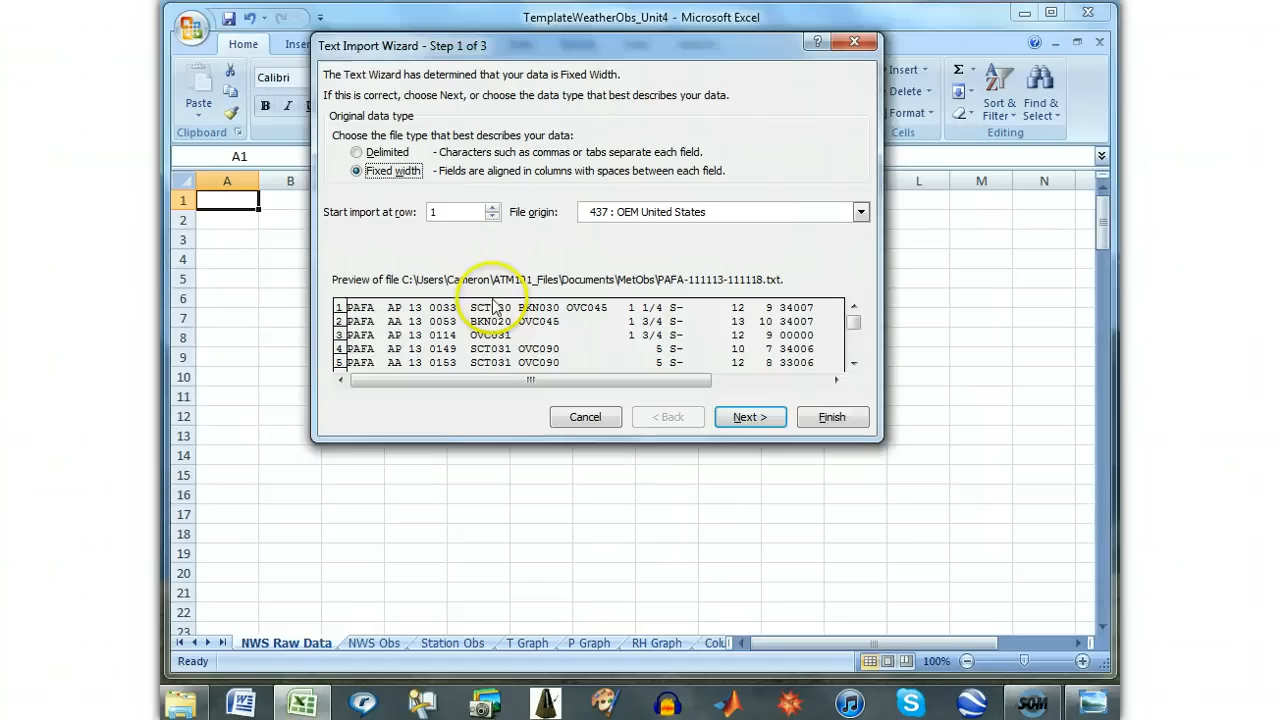 TemplateWeatherObs_Unit4 - Microsoft Excel
Home
Inser
Text Import Wizard - Step 1 of 3
?
The Text Wizard has determined that your data is Fixed Width.
If this is correct, choose Next, or choose the data type that best describes your data.
Original data type
Choose the file type that best describes your data:
Delimited - Characters such as commas or tabs separate each field.
Fixed width - Fields are aligned in columns with spaces between each field.
Start import at row: 1 File origin: 437 : OEM United States
Preview of file C:\Users\Cameron\ATM101_Files\Documents\MetObs\PAFA-111113-111118.txt.
1 PAFA AP 13 0033 SCT030 BKN030 OVC045 1 1/4 S- 12 9 34007
2 PAFA AA 13 0053 BKN020 OVC045 1 3/4 S- 13 10 34007
3 PAFA AP 13 0114 OVC031 1 3/4 S- 12 9 00000
4 PAFA AP 13 0149 SCT031 OVC090 5 S- 10 7 34006
5 PAFA AA 13 0153 SCT031 OVC090 5 S- 12 8 33006
Cancel < Back Next > Finish
Paste
Clipboard
Calibri
B I
Insert
Delete
Format
Cells
Σ
Sort &
Filter
Find &
Select
Editing
A1
A B L M N
1
2
3
4
5
6
7
8
9
10
11
12
13
14
15
16
17
18
19
20
21
22
23
NWS Raw Data NWS Obs Station Obs T Graph P Graph RH Graph Colu
Ready
100%
W
S
SOM